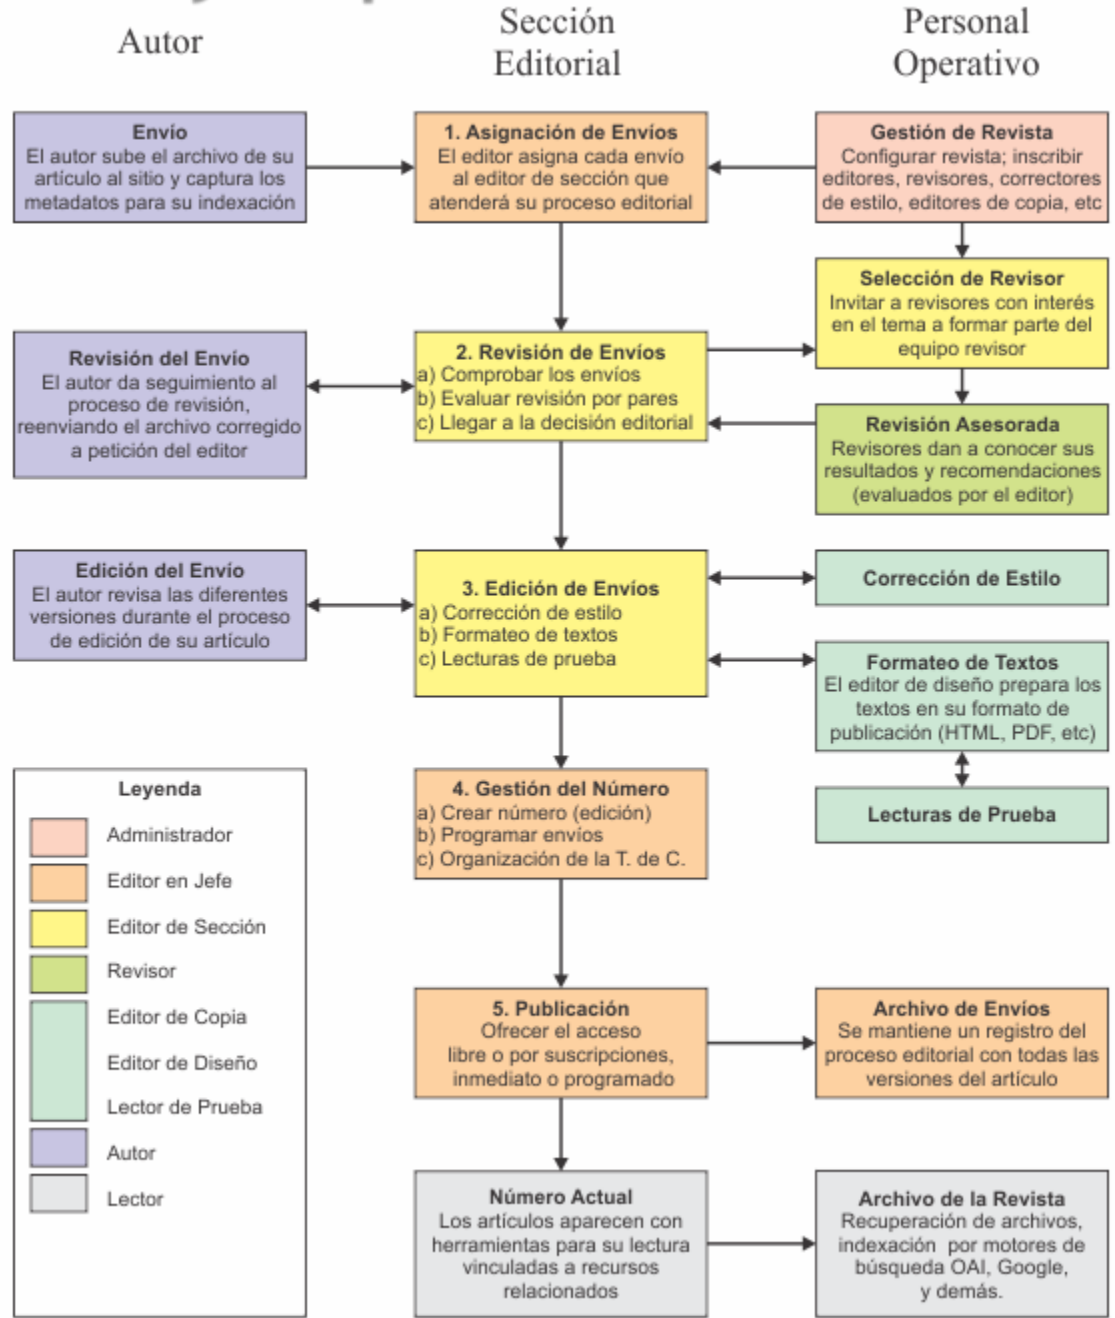 Autor
Sección
Editorial
Personal
Operativo
Envío
El autor sube el archivo de su
artículo al sitio y captura los
metadatos para su indexación
1. Asignación de Envíos
El editor asigna cada envío
al editor de sección que
atenderá su proceso editorial
Gestión de Revista
Configurar revista; inscribir
editores, revisores, correctores
de estilo, editores de copia, etc
Selección de Revisor
Invitar a revisores con interés
en el tema a formar parte del
equipo revisor
Revisión del Envío
El autor da seguimiento al
proceso de revisión,
reenviando el archivo corregido
a petición del editor
2. Revisión de Envíos
a) Comprobar los envíos
b) Evaluar revisión por pares
c) Llegar a la decisión editorial
Revisión Asesorada
Revisores dan a conocer sus
resultados y recomendaciones
(evaluados por el editor)
Edición del Envío
El autor revisa las diferentes
versiones durante el proceso
de edición de su artículo
3. Edición de Envíos
a) Corrección de estilo
b) Formateo de textos
c) Lecturas de prueba
Corrección de Estilo
Formateo de Textos
El editor de diseño prepara los
textos en su formato de
publicación (HTML, PDF, etc)
Lecturas de Prueba
4. Gestión del Número
a) Crear número (edición)
b) Programar envíos
c) Organización de la T. de C.
Leyenda
Administrador
Editor en Jefe
Editor de Sección
Revisor
Editor de Copia
Editor de Diseño
Lector de Prueba
Autor
Lector
5. Publicación
Ofrecer el acceso
libre o por suscripciones,
inmediato o programado
Archivo de Envíos
Se mantiene un registro del
proceso editorial con todas las
versiones del artículo
Número Actual
Los artículos aparecen con
herramientas para su lectura
vinculadas a recursos
relacionados
Archivo de la Revista
Recuperación de archivos,
indexación por motores de
búsqueda OAI, Google,
y demás.